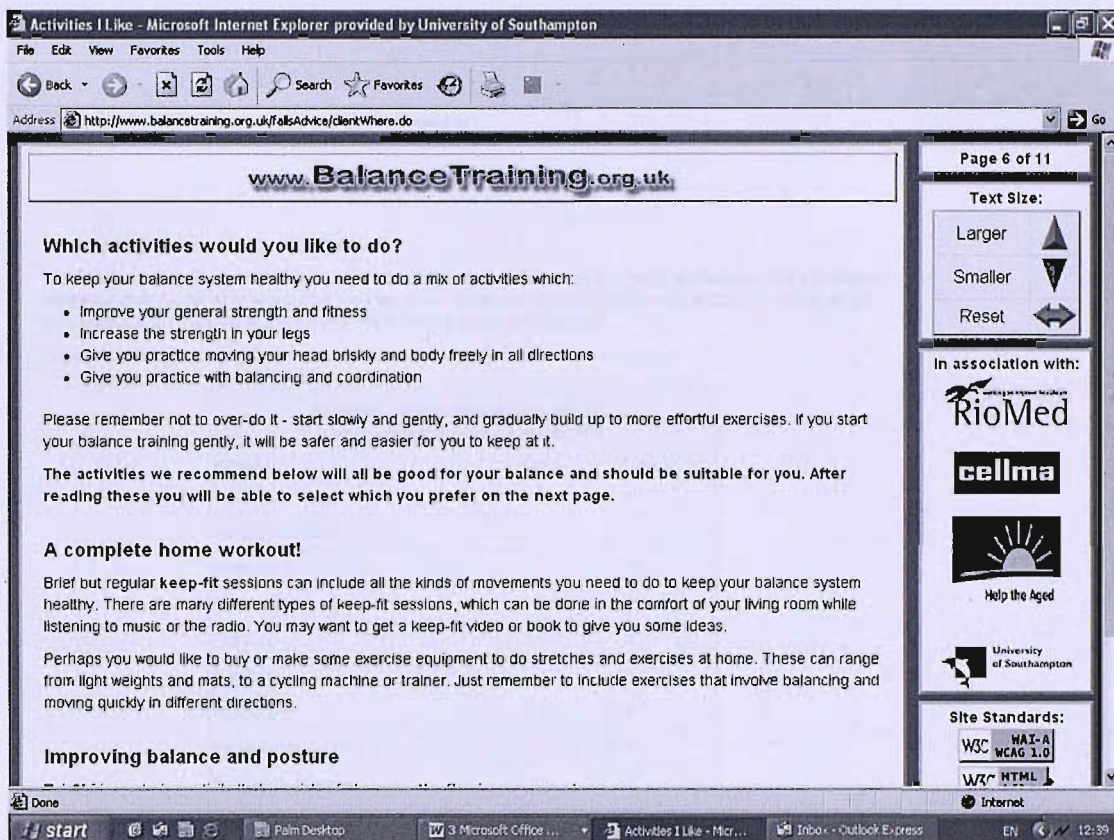 Activities I Like - Microsoft Internet Explorer provided by University of Southampton
File Edit View Favorites Tools Help
Back Search Favorites
Address http://www.balancetraining.org.uk/fallsAdvice/clientWhere.do Go
www.BalanceTraining.org.uk
Which activities would you like to do?
To keep your balance system healthy you need to do a mix of activities which:
• Improve your general strength and fitness
• Increase the strength in your legs
• Give you practice moving your head briskly and body freely in all directions
• Give you practice with balancing and coordination
Please remember not to over-do it - start slowly and gently, and gradually build up to more effortful exercises. If you start
your balance training gently, it will be safer and easier for you to keep at it.
The activities we recommend below will all be good for your balance and should be suitable for you. After
reading these you will be able to select which you prefer on the next page.
A complete home workout!
Brief but regular keep-fit sessions can include all the kinds of movements you need to do to keep your balance system
healthy. There are many different types of keep-fit sessions, which can be done in the comfort of your living room while
listening to music or the radio. You may want to get a keep-fit video or book to give you some ideas.
Perhaps you would like to buy or make some exercise equipment to do stretches and exercises at home. These can range
from light weights and mats, to a cycling machine or trainer. Just remember to include exercises that involve balancing and
moving quickly in different directions.
Improving balance and posture
Page 6 of 11
Text Size:
Larger
Smaller
Reset
In association with:
RioMed
cellma
Help the Aged
University
of Southampton
Site Standards:
W3C WAI-A
WCAG 1.0
W3C HTML
Done Internet
start Palm Desktop 3 Microsoft Office ... Activities I Like - Micr... Inbox - Outlook Express EN 12:39